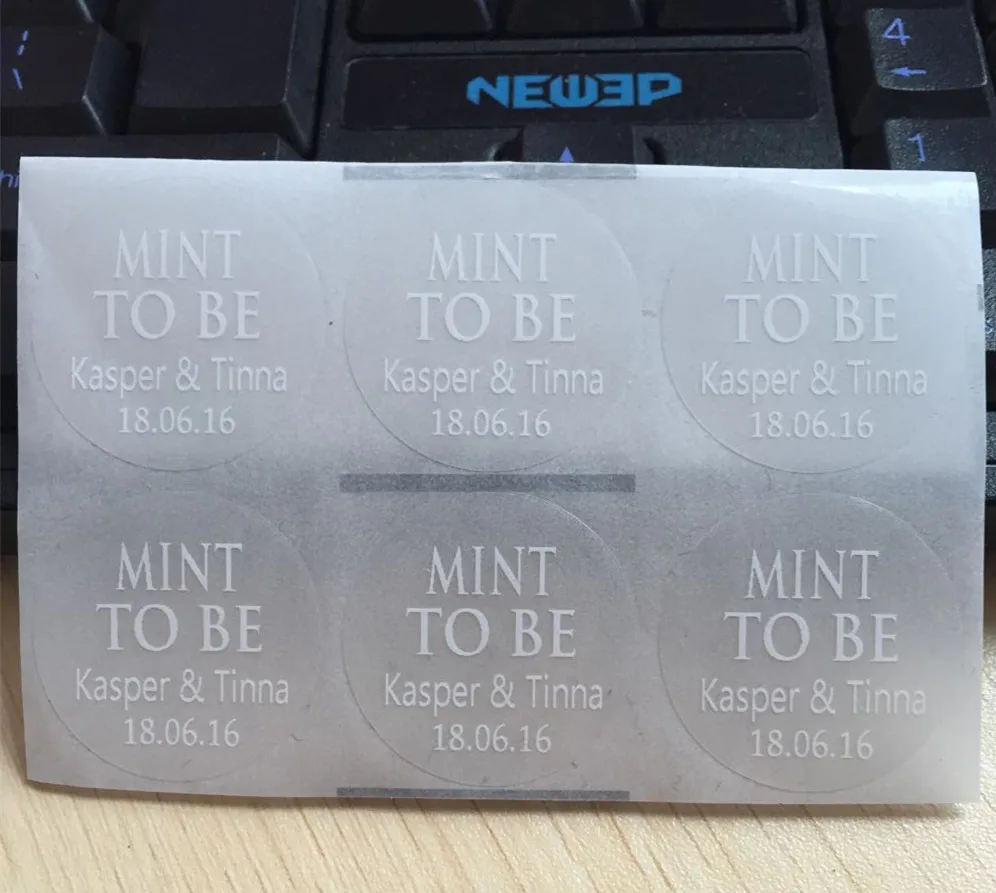 NEW3P
4
←
1
MINT
TO BE
Kasper & Tinna
18.06.16
MINT
TO BE
Kasper & Tinna
18.06.16
MINT
TO BE
Kasper & Tinna
18.06.16
MINT
TO BE
Kasper & Tinna
18.06.16
MINT
TO BE
Kasper & Tinna
18.06.16
MINT
TO BE
Kasper & Tinna
18.06.16